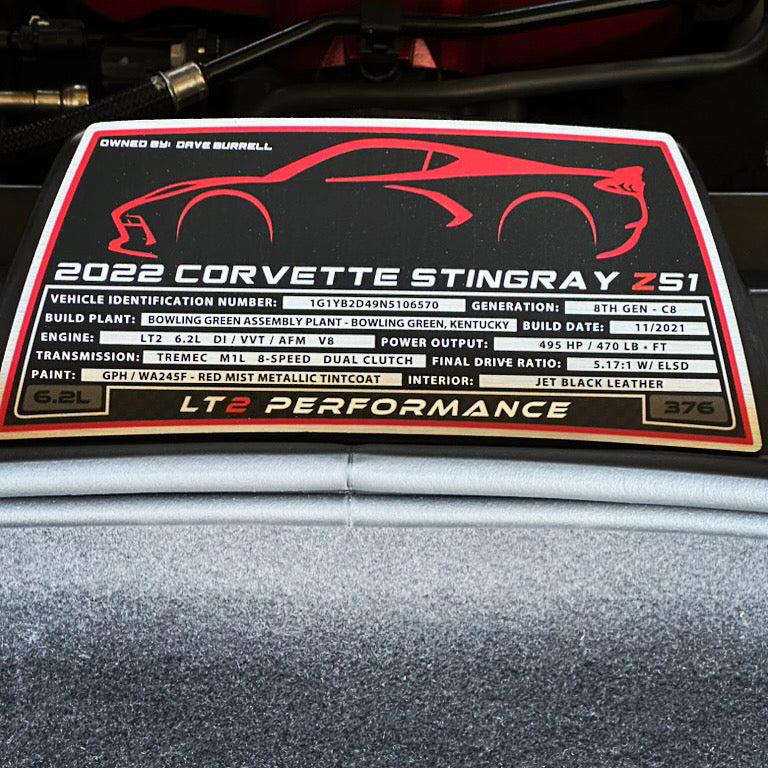 OWNED BY: DAVE BURRELL
2022 CORVETTE STINGRAY Z51
VEHICLE IDENTIFICATION NUMBER: 1G1YB2D49N5106570 GENERATION: 8TH GEN - C8
BUILD PLANT: BOWLING GREEN ASSEMBLY PLANT - BOWLING GREEN, KENTUCKY BUILD DATE: 11/2021
ENGINE: LT2 6.2L DI / VVT / AFM V8 POWER OUTPUT: 495 HP / 470 LB • FT
TRANSMISSION: TREMEC M1L 8-SPEED DUAL CLUTCH FINAL DRIVE RATIO: 5.17:1 W/ ELSD
PAINT: GPH / WA245F - RED MIST METALLIC TINTCOAT INTERIOR: JET BLACK LEATHER
6.2L LT2 PERFORMANCE 376